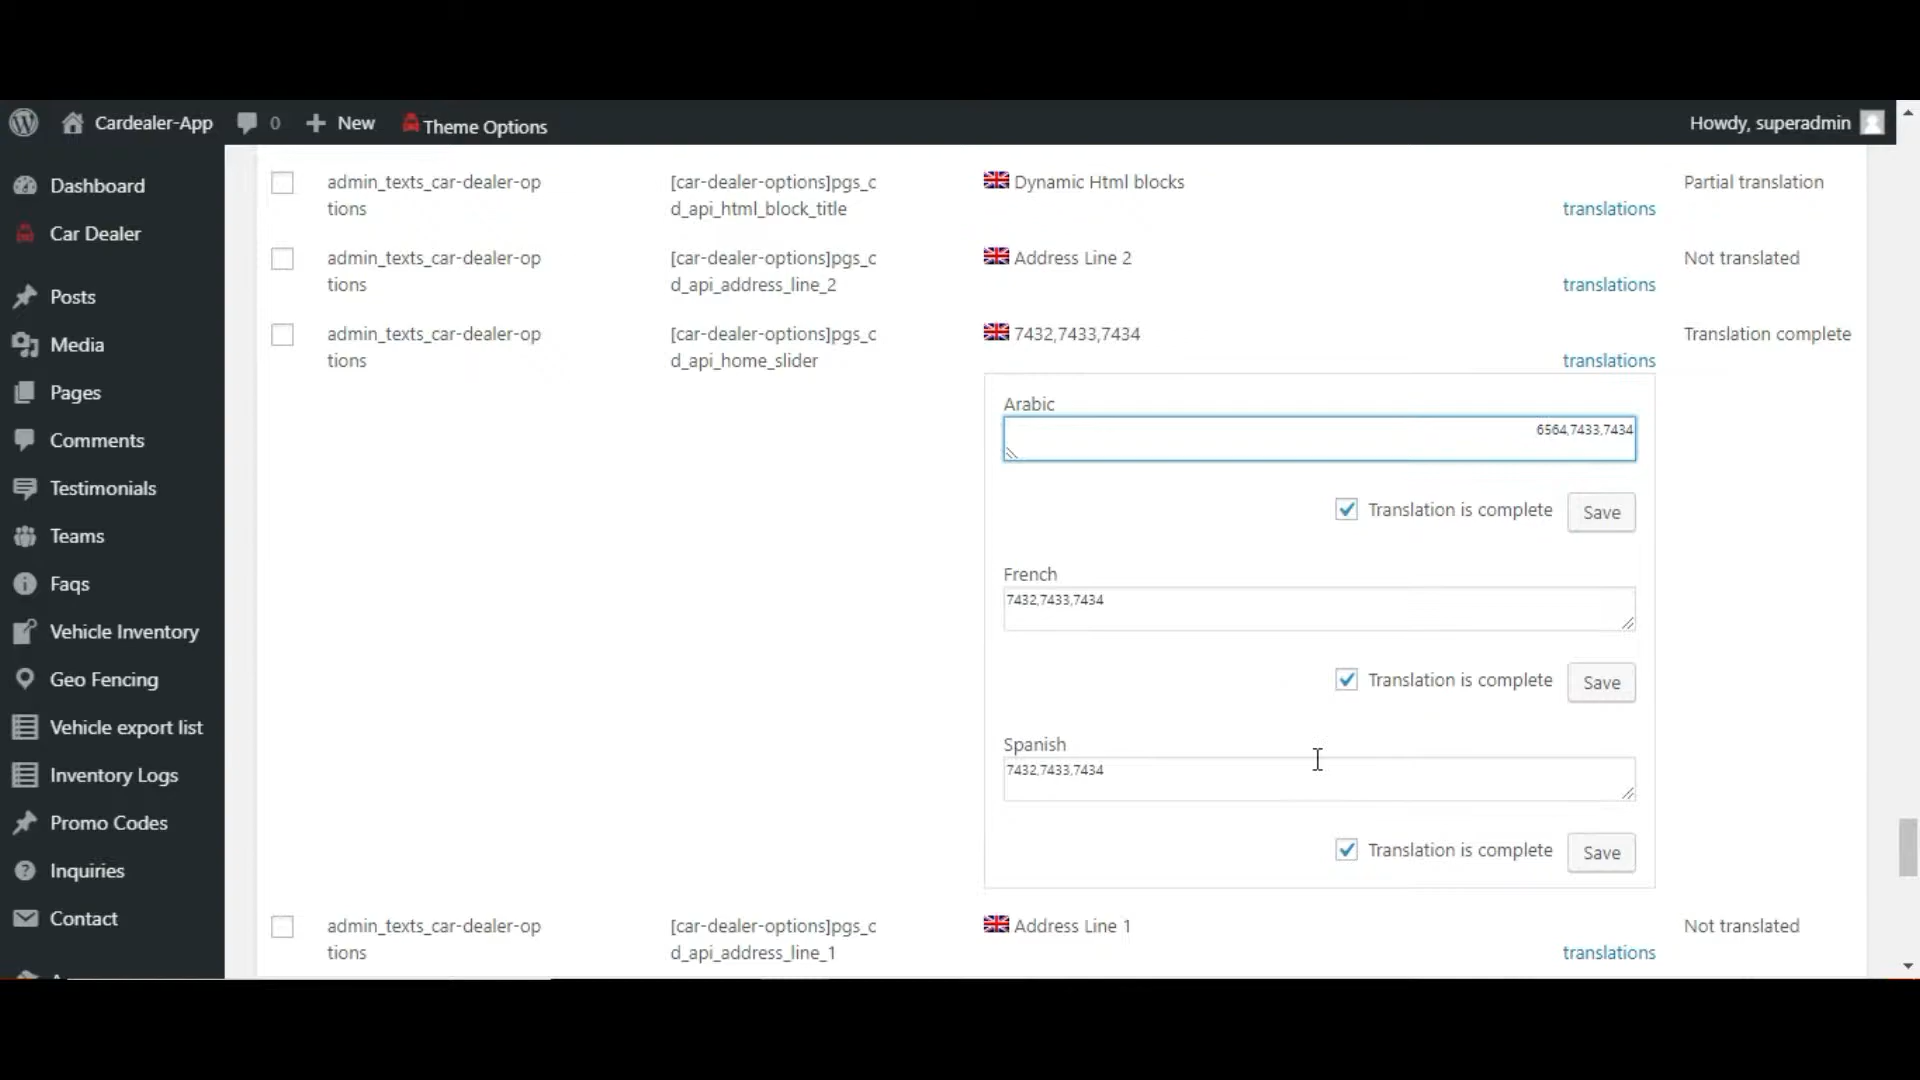 Cardealer-App 0 New Theme Options Howdy, superadmin
Dashboard
Car Dealer
Posts
Media
Pages
Comments
Testimonials
Teams
Faqs
Vehicle Inventory
Geo Fencing
Vehicle export list
Inventory Logs
Promo Codes
Inquiries
Contact
admin_texts_car-dealer-op
tions
[car-dealer-options]pgs_c
d_api_html_block_title
Dynamic Html blocks
translations
Partial translation
admin_texts_car-dealer-op
tions
[car-dealer-options]pgs_c
d_api_address_line_2
Address Line 2
translations
Not translated
admin_texts_car-dealer-op
tions
[car-dealer-options]pgs_c
d_api_home_slider
7432,7433,7434
translations
Translation complete
Arabic
6564,7433,7434
Translation is complete Save
French
7432,7433,7434
Translation is complete Save
Spanish
7432,7433,7434
Translation is complete Save
admin_texts_car-dealer-op
tions
[car-dealer-options]pgs_c
d_api_address_line_1
Address Line 1
translations
Not translated